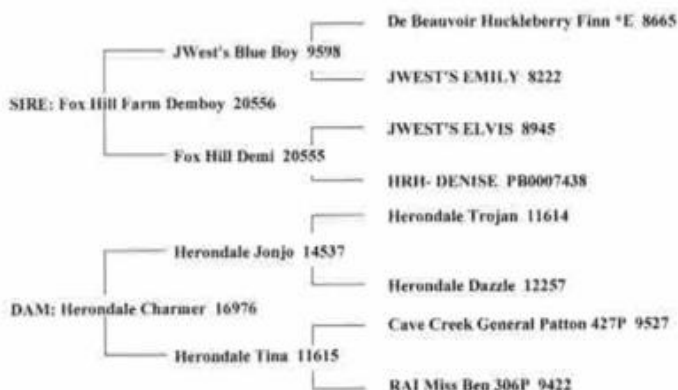 De Beauvoir Huckleberry Finn *E 8665
JWest's Blue Boy 9598
JWEST'S EMILY 8222
SIRE: Fox Hill Farm Demboy 20556
JWEST'S ELVIS 8945
Fox Hill Demi 20555
HRH- DENISE PB0007438
Herondale Trojan 11614
Herondale Jonjo 14537
Herondale Dazzle 12257
DAM: Herondale Charmer 16976
Cave Creek General Patton 427P 9527
Herondale Tina 11615
RAI Miss Ben 306P 9422